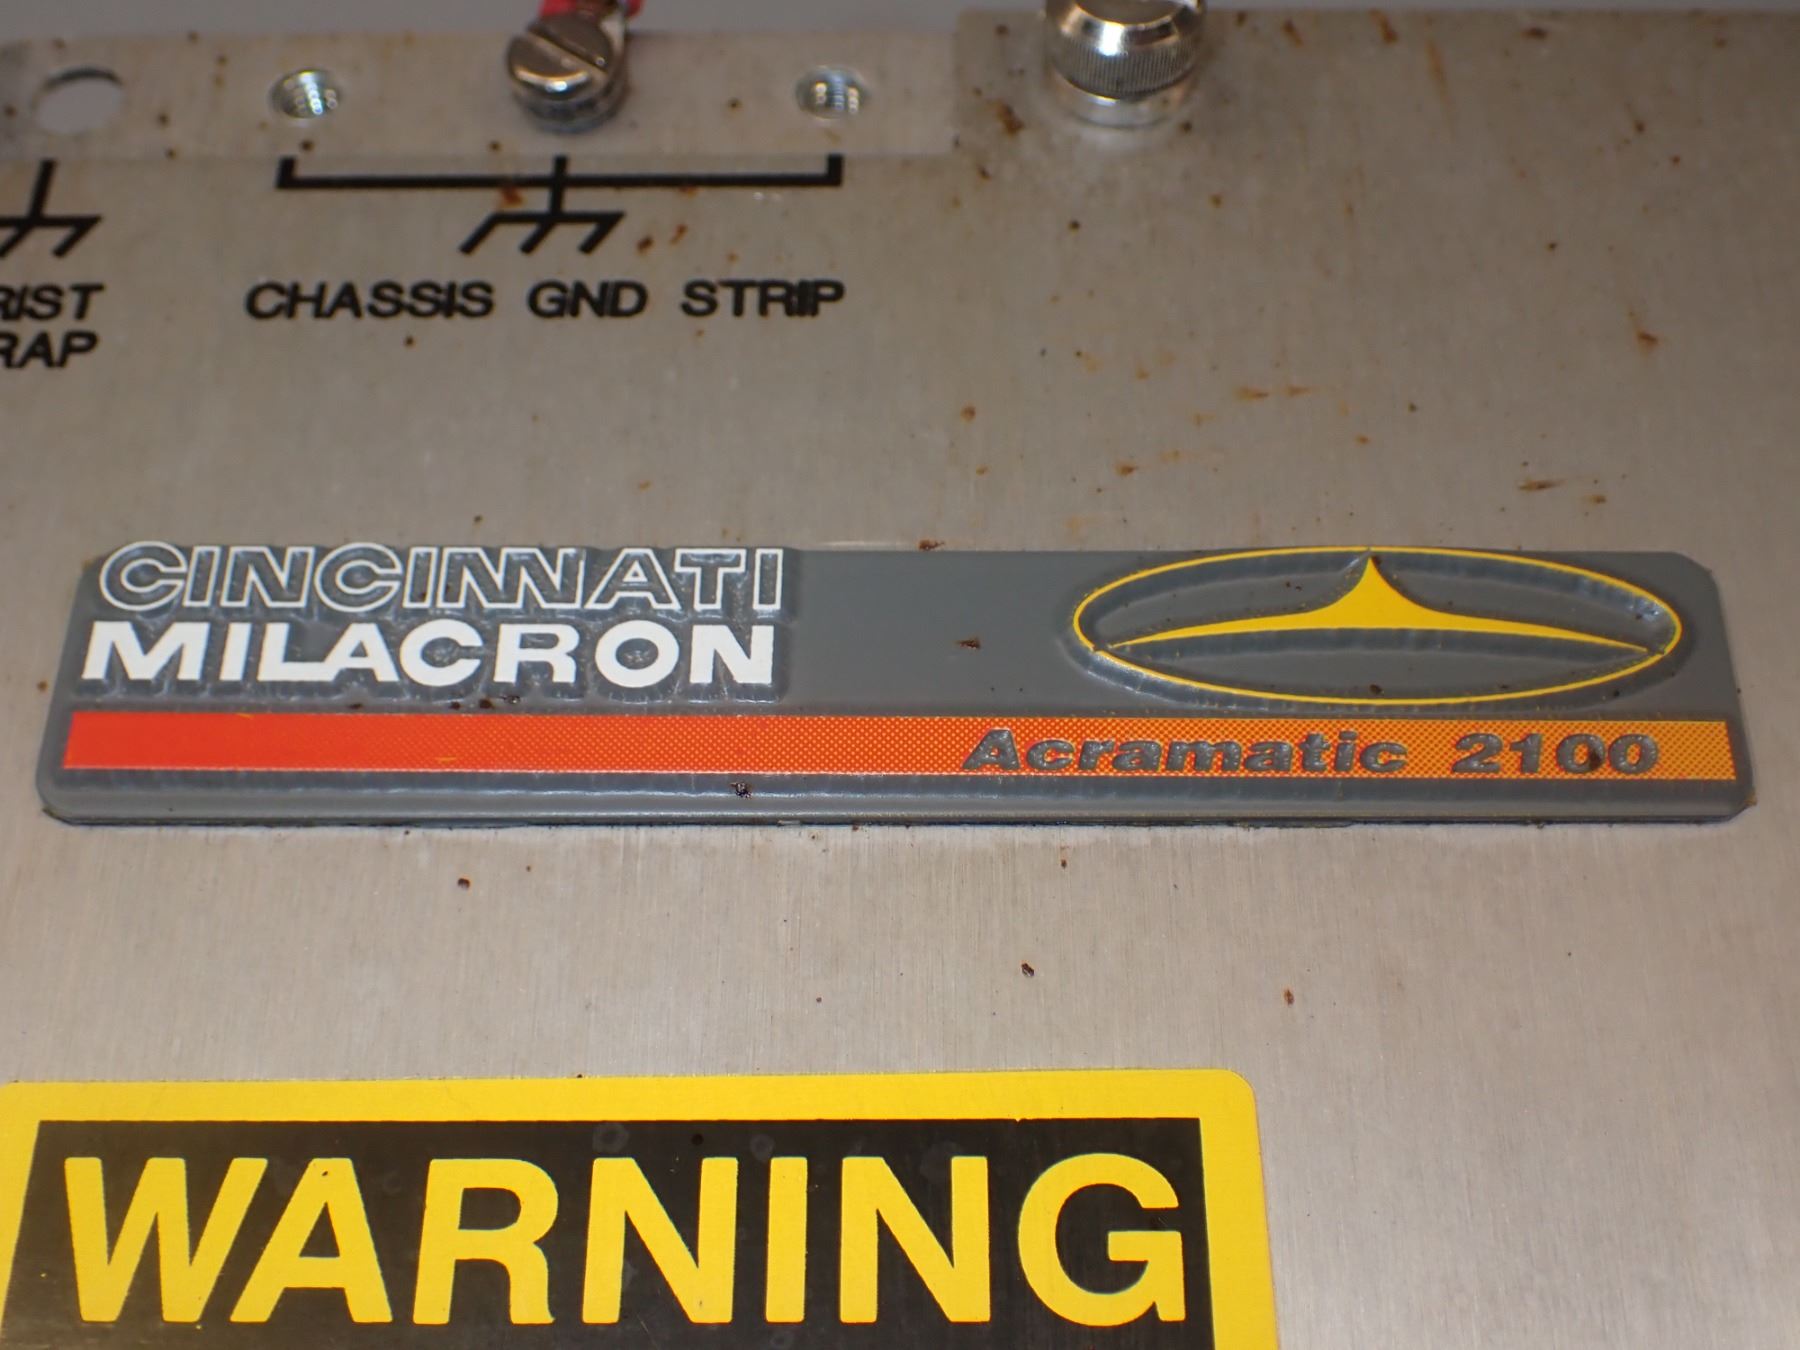 CHASSIS GND STRIP
CINCINNATI
MILACRON
Acramatic 2100
WARNING